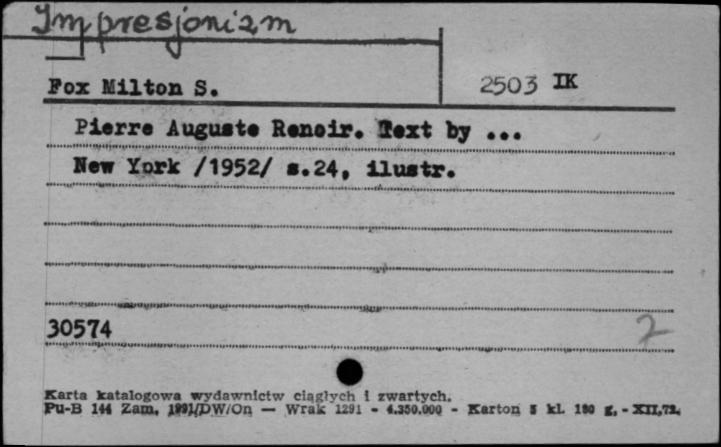 Impresjonizm
Fox Milton S.
2503 IK
Pierre Auguste Renoir. Text by ...
New York /1952/ s.24, ilustr.
30574
2
Karta katalogowa wydawnictw ciągłych i zwartych.
Pu-B 144 Zam. 1991/DW/On — Wrak 1291 - 4.350.000 - Karton 5 kl. 180 g. - XII.72.